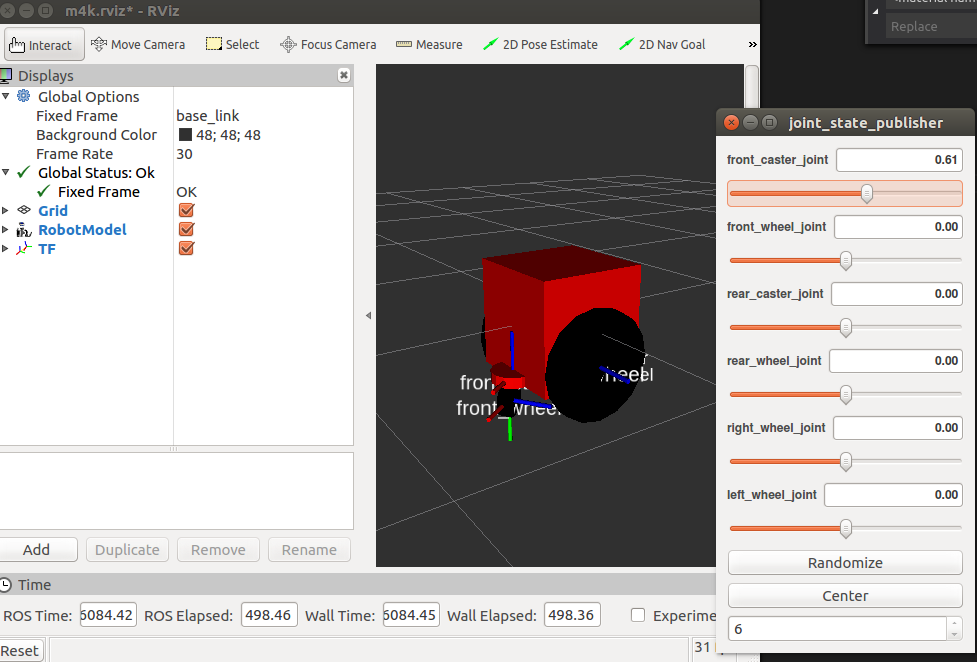 m4k.rviz* - RViz
Interact Move Camera Select Focus Camera Measure 2D Pose Estimate 2D Nav Goal »
Displays
Global Options
Fixed Frame base_link
Background Color 48; 48; 48
Frame Rate 30
Global Status: Ok
Fixed Frame OK
Grid
RobotModel
TF
Add Duplicate Remove Rename
Time
ROS Time: 6084.42 ROS Elapsed: 498.46 Wall Time: 6084.45 Wall Elapsed: 498.36 Experime
Reset 31
wheel
fron
front_wheel
Replace
joint_state_publisher
front_caster_joint 0.61
front_wheel_joint 0.00
rear_caster_joint 0.00
rear_wheel_joint 0.00
right_wheel_joint 0.00
left_wheel_joint 0.00
Randomize
Center
6